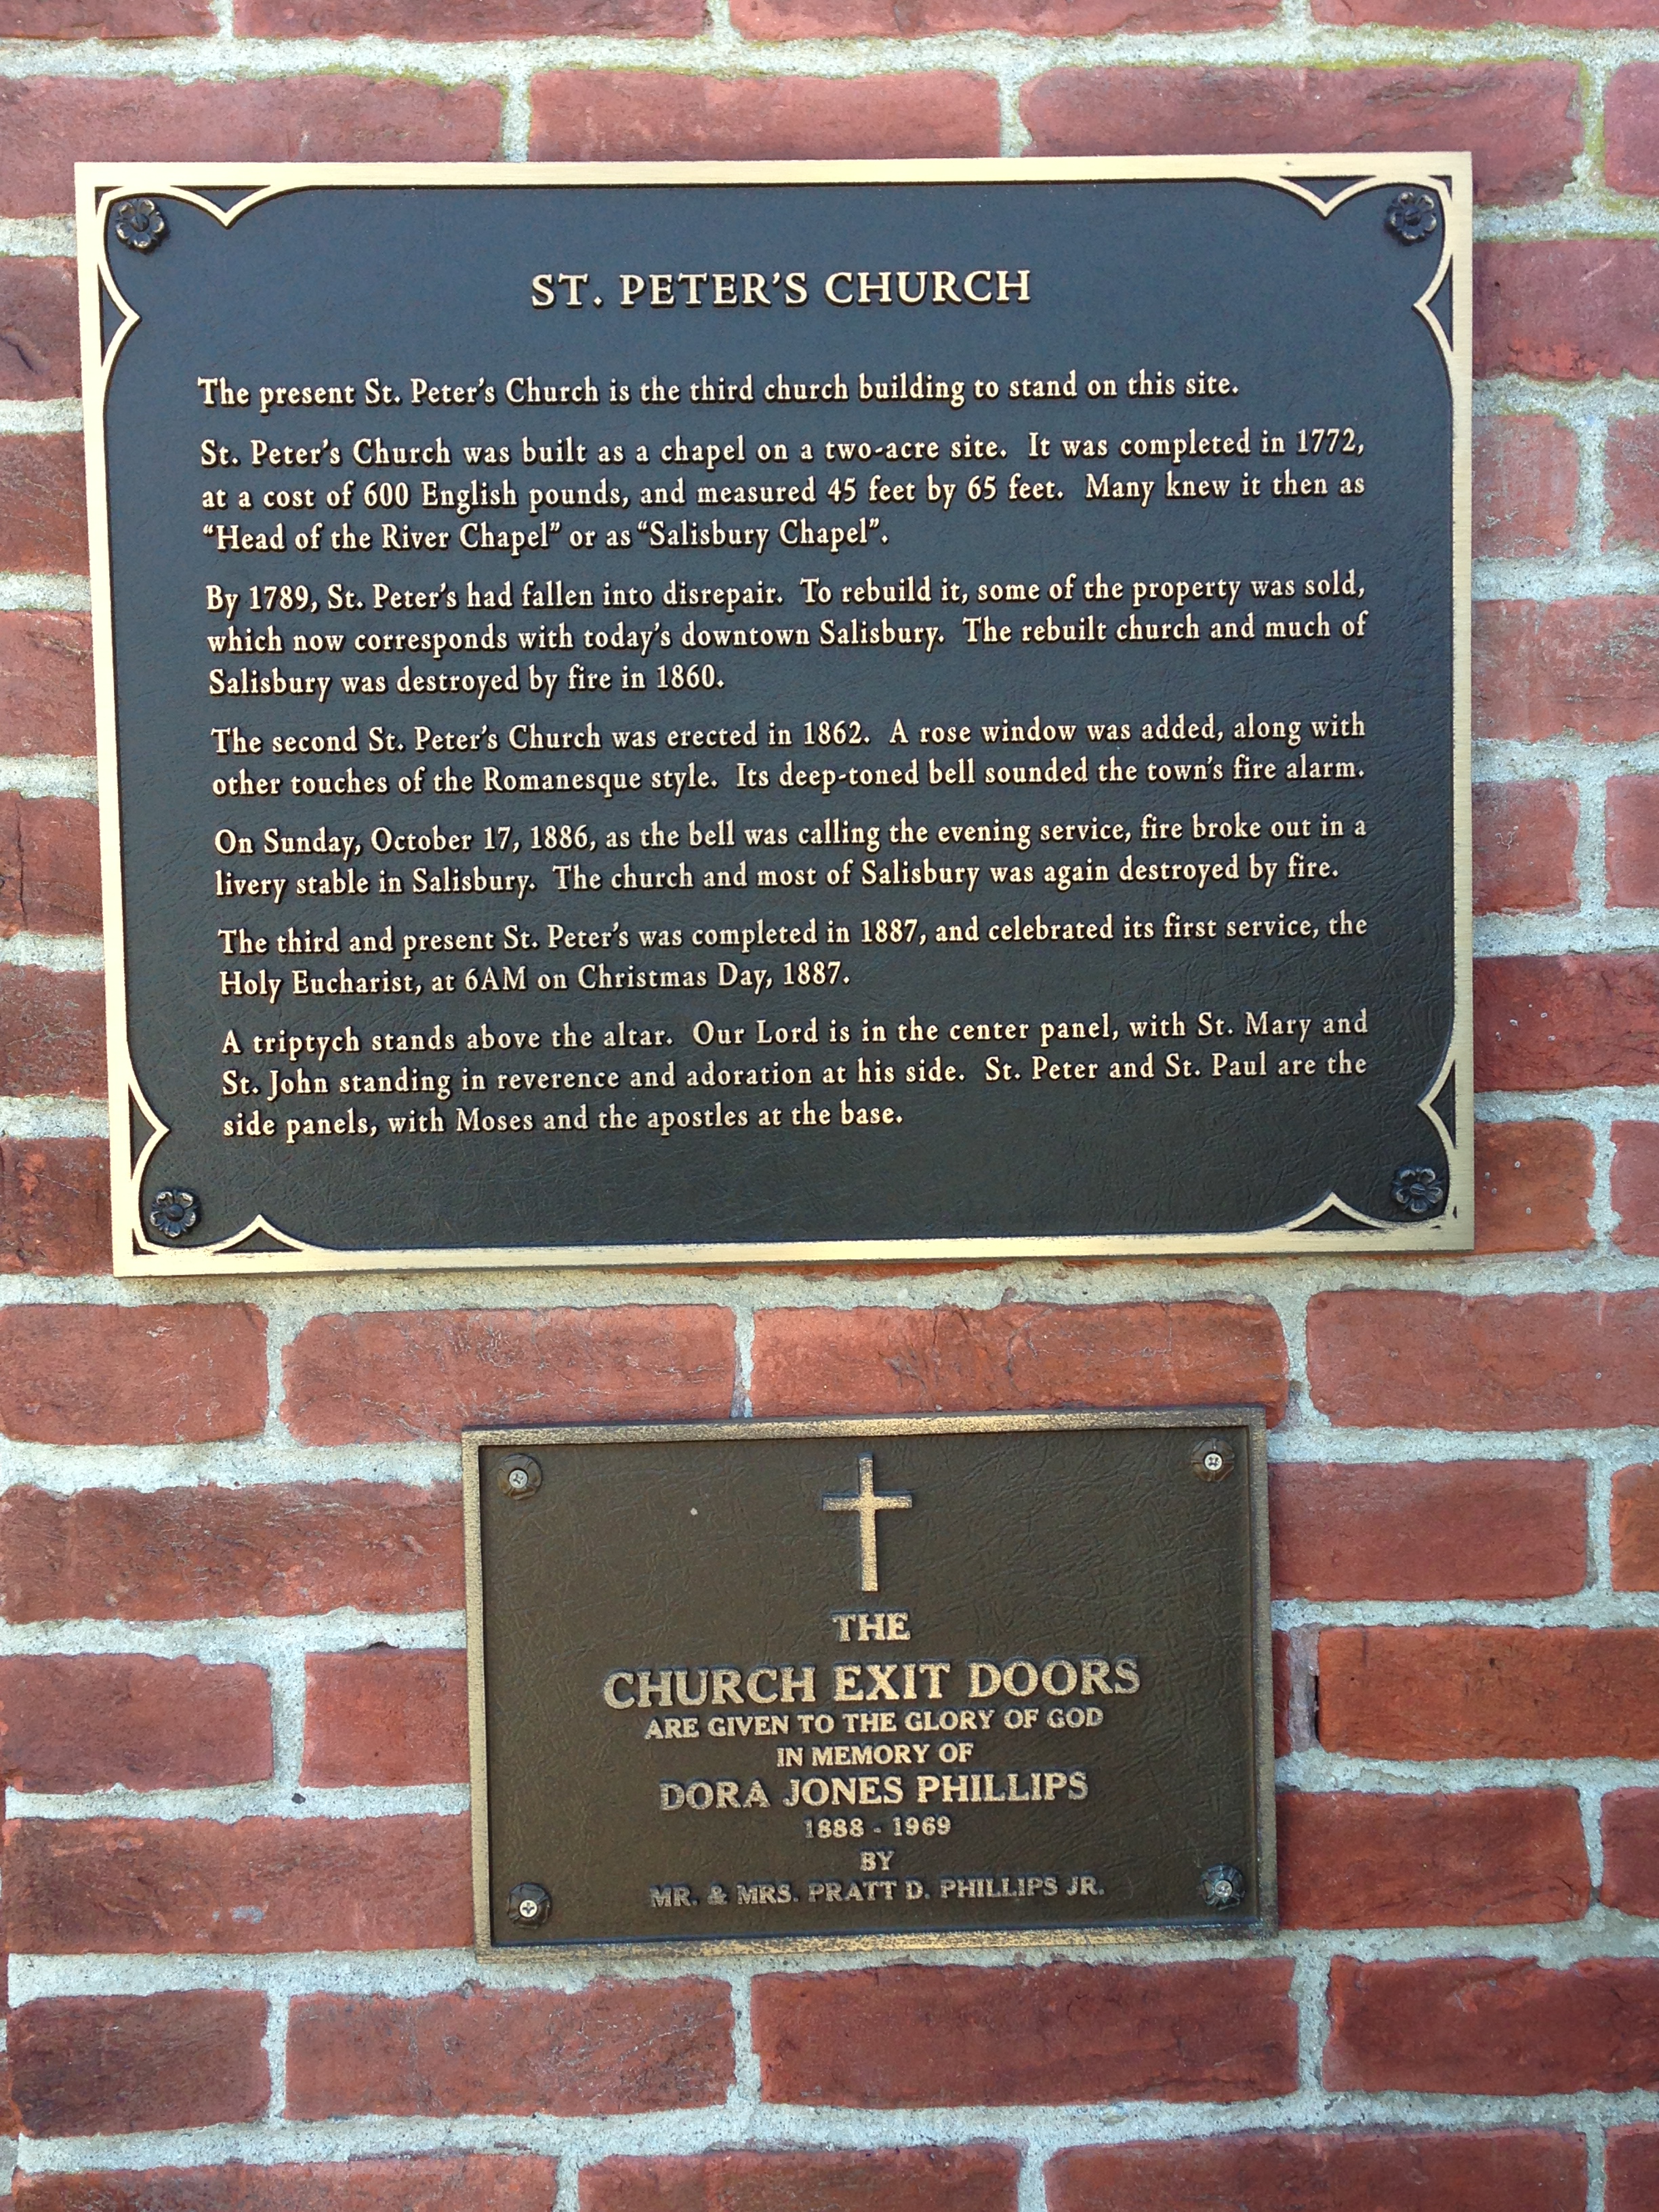 ST. PETER'S CHURCH
The present St. Peter's Church is the third church building to stand on this site.
St. Peter's Church was built as a chapel on a two-acre site. It was completed in 1772,
at a cost of 600 English pounds, and measured 45 feet by 65 feet. Many knew it then as
“Head of the River Chapel” or as “Salisbury Chapel”.
By 1789, St. Peter's had fallen into disrepair. To rebuild it, some of the property was sold,
which now corresponds with today's downtown Salisbury. The rebuilt church and much of
Salisbury was destroyed by fire in 1860.
The second St. Peter's Church was erected in 1862. A rose window was added, along with
other touches of the Romanesque style. Its deep-toned bell sounded the town's fire alarm.
On Sunday, October 17, 1886, as the bell was calling the evening service, fire broke out in a
livery stable in Salisbury. The church and most of Salisbury was again destroyed by fire.
The third and present St. Peter's was completed in 1887, and celebrated its first service, the
Holy Eucharist, at 6AM on Christmas Day, 1887.
A triptych stands above the altar. Our Lord is in the center panel, with St. Mary and
St. John standing in reverence and adoration at his side. St. Peter and St. Paul are the
side panels, with Moses and the apostles at the base.
THE
CHURCH EXIT DOORS
ARE GIVEN TO THE GLORY OF GOD
IN MEMORY OF
DORA JONES PHILLIPS
1888 - 1969
BY
MR. & MRS. PRATT D. PHILLIPS JR.